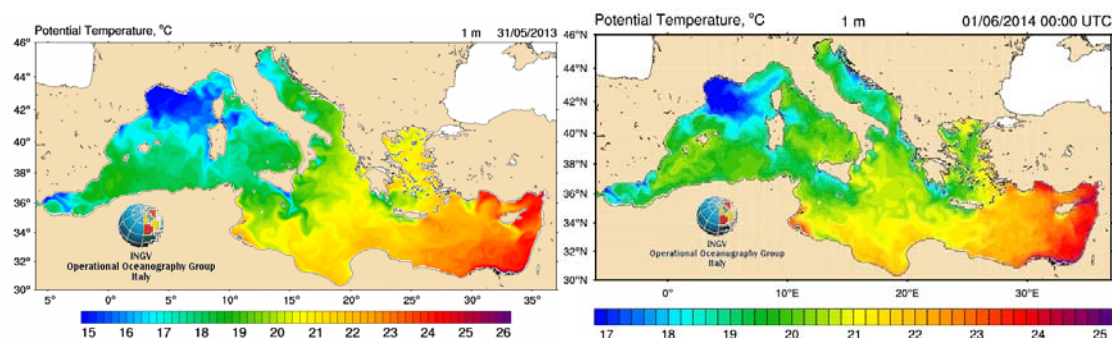 Potential Temperature, °C 1 m 31/05/2013
46°
44°
42°
40°
38°
36°
34°
32°
30°
INGV
Operational Oceanography Group
Italy
5° 0° 5° 10° 15° 20° 25° 30° 35°
15 16 17 18 19 20 21 22 23 24 25 26
Potential Temperature, °C 1 m 01/06/2014 00:00 UTC
46°N
44°N
42°N
40°N
38°N
36°N
34°N
32°N
30°N
INGV
Operational Oceanography Group
Italy
0° 10°E 20°E 30°E
17 18 19 20 21 22 23 24 25